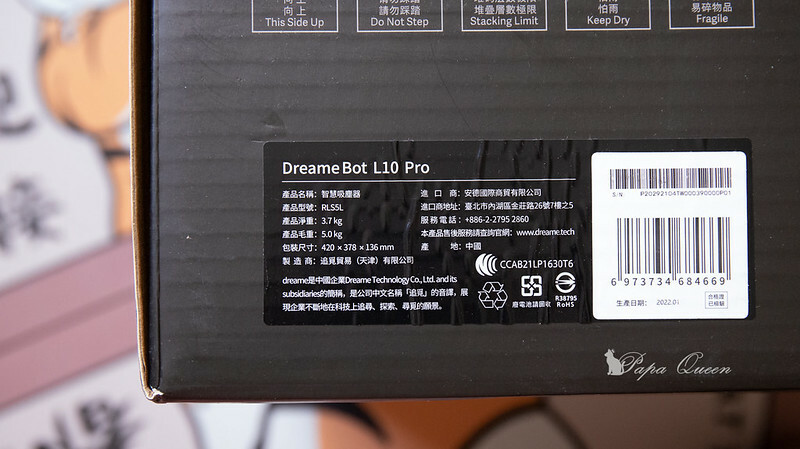 向上
向上
This Side Up
請勿踩踏
Do Not Step
堆疊層數極限
Stacking Limit
怕雨
怕雨
Keep Dry
易碎物品
Fragile
DreameBot L10 Pro
產品名稱：智慧吸塵器
產品型號：RLS5L
產品淨重：3.7 kg
產品毛重：5.0 kg
包裝尺寸：420 × 378 × 136 mm
製造商：追覓貿易（天津）有限公司
dreame是中國企業Dreame Technology Co., Ltd. and its
subsidiaries的簡稱，是公司中文名稱「追覓」的音譯，展
現企業不斷地在科技上追尋、探索、尋覓的願景。
進口商：安德國際商貿有限公司
進口商地址：臺北市內湖區金莊路26號7樓之5
服務電話：+886-2-2795 2860
本產品售後服務請查詢官網：www.dreame.tech
產地：中國
CCAB21LP1630T6
廢電池請回收
R38795
RoHS
S/N P20292104TW000390000P01
6 973734 684669
生產日期： 2022.01
合格證
已檢驗
Papa Queen